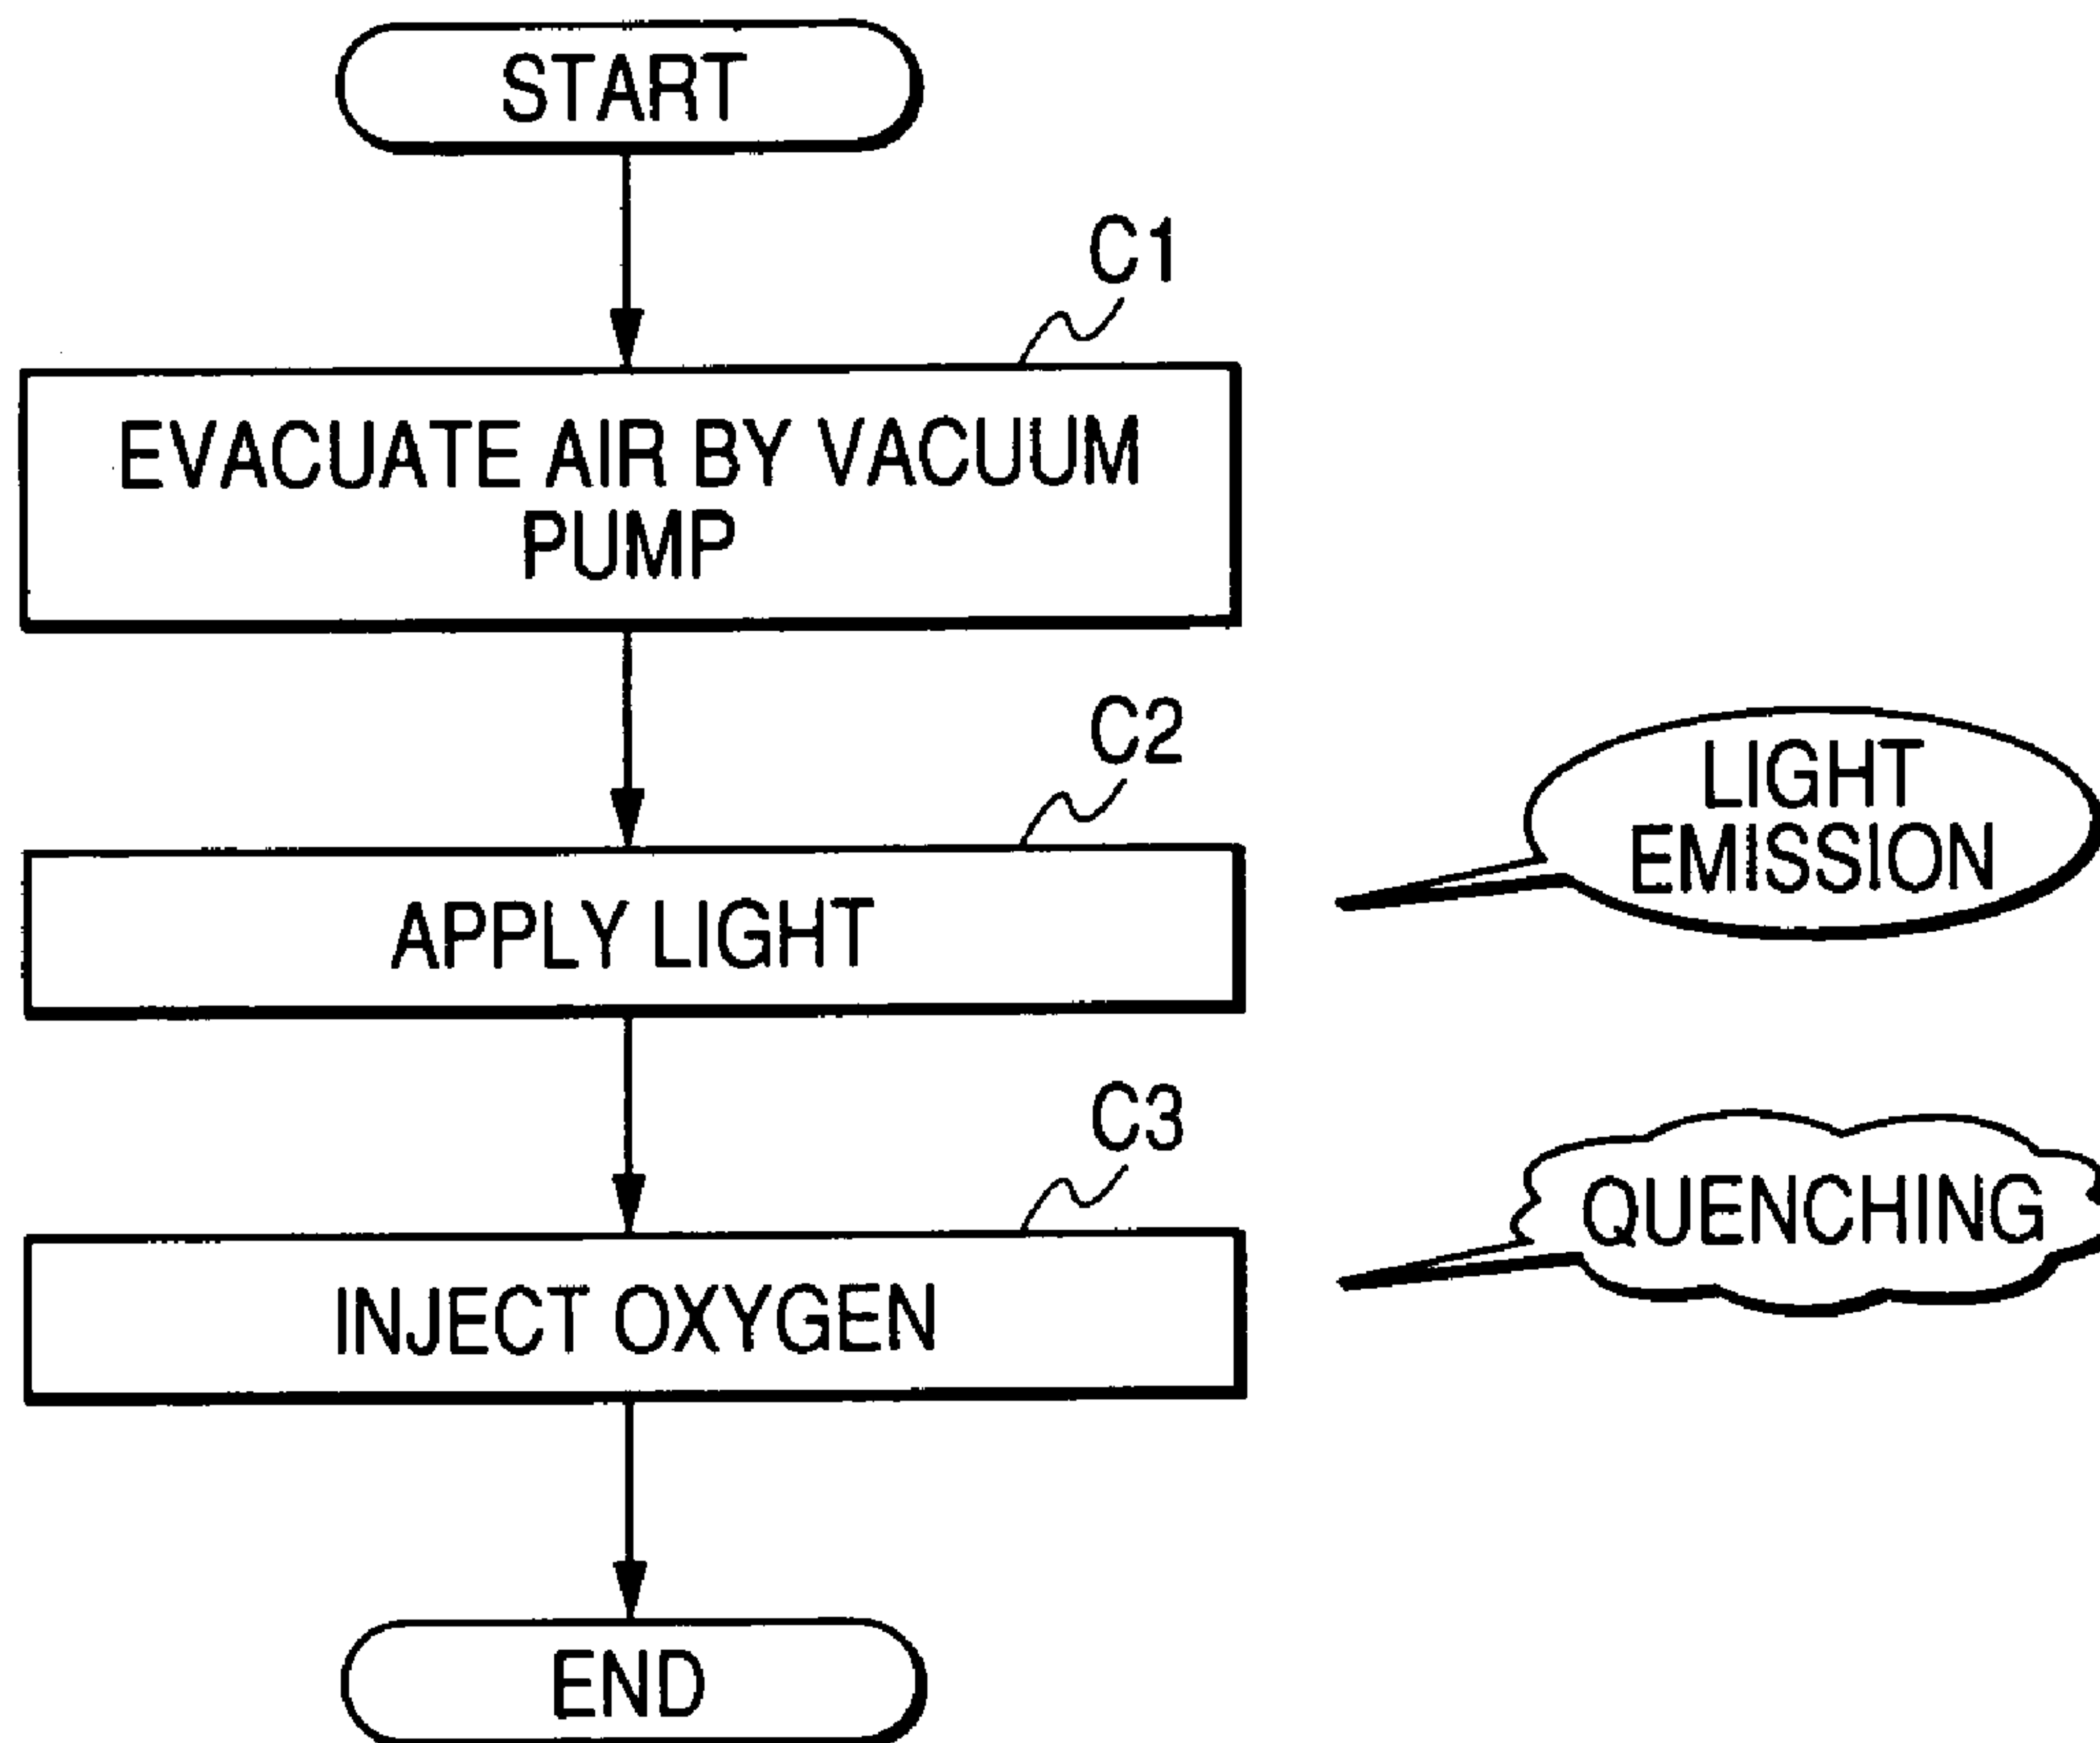 START
C1
EVACUATE AIR BY VACUUM
PUMP
C2
APPLY LIGHT
LIGHT
EMISSION
C3
INJECT OXYGEN
QUENCHING
END